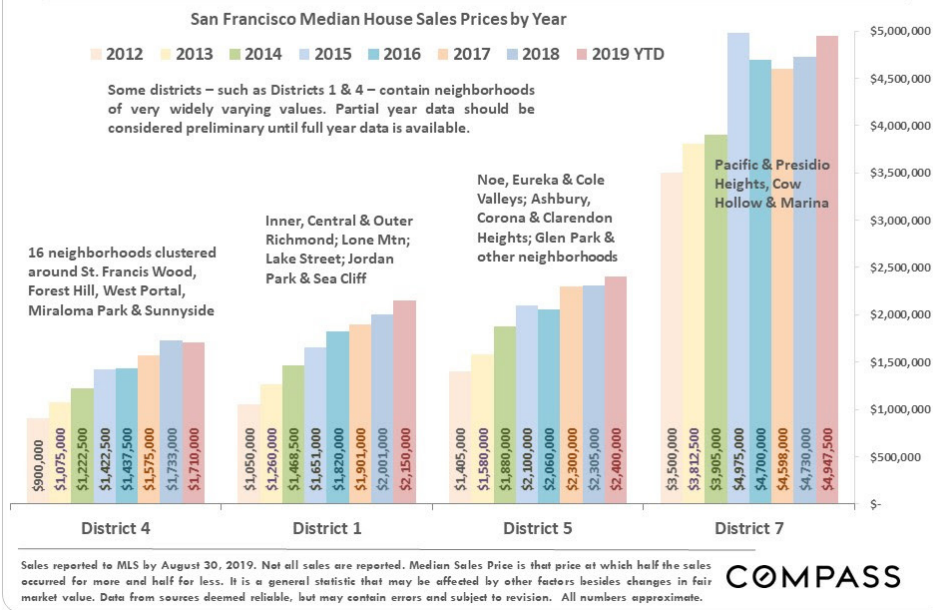 San Francisco Median House Sales Prices by Year
2012 2013 2014 2015 2016 2017 2018 2019 YTD
Some districts – such as Districts 1 & 4 – contain neighborhoods
of very widely varying values. Partial year data should be
considered preliminary until full year data is available.
$5,000,000
$4,500,000
$4,000,000
$3,500,000
$3,000,000
$2,500,000
$2,000,000
$1,500,000
$1,000,000
$500,000
$-
16 neighborhoods clustered
around St. Francis Wood,
Forest Hill, West Portal,
Miraloma Park & Sunnyside
Inner, Central & Outer
Richmond; Lone Mtn;
Lake Street; Jordan
Park & Sea Cliff
Noe, Eureka & Cole
Valleys; Ashbury,
Corona & Clarendon
Heights; Glen Park &
other neighborhoods
Pacific & Presidio
Heights, Cow
Hollow & Marina
$900,000
$1,075,000
$1,222,500
$1,422,500
$1,437,500
$1,575,000
$1,733,000
$1,710,000
$1,050,000
$1,260,000
$1,468,500
$1,651,000
$1,820,000
$1,901,000
$2,001,000
$2,150,000
$1,405,000
$1,580,000
$1,880,000
$2,100,000
$2,060,000
$2,300,000
$2,305,000
$2,400,000
$3,500,000
$3,812,500
$3,905,000
$4,975,000
$4,700,000
$4,598,000
$4,730,000
$4,947,500
District 4
District 1
District 5
District 7
Sales reported to MLS by August 30, 2019. Not all sales are reported. Median Sales Price is that price at which half the sales
occurred for more and half for less. It is a general statistic that may be affected by other factors besides changes in fair
market value. Data from sources deemed reliable, but may contain errors and subject to revision. All numbers approximate.
COMPASS